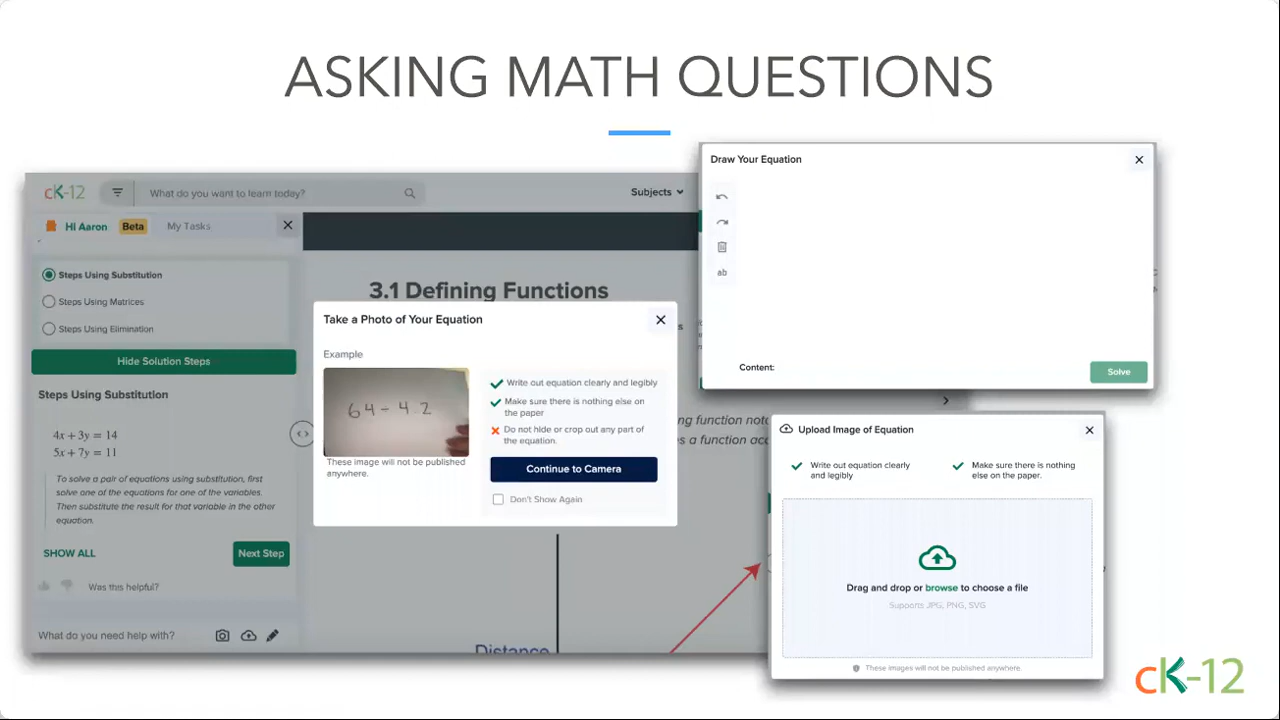 ASKING MATH QUESTIONS
cK-12
What do you want to learn today?
Subjects
Hi Aaron
Beta
My Tasks
Steps Using Substitution
Steps Using Matrices
Steps Using Elimination
Hide Solution Steps
Steps Using Substitution
4x + 3y = 14
5x + 7y = 11
To solve a pair of equations using substitution, first
solve one of the equations for one of the variables.
Then substitute the result for that variable in the other
equation.
SHOW ALL
Next Step
Was this helpful?
What do you need help with?
3.1 Defining Functions
Take a Photo of Your Equation
Example
64 - 4.2
These image will not be published
anywhere.
Write out equation clearly and legibly
Make sure there is nothing else on
the paper
Do not hide or crop out any part of
the equation.
Continue to Camera
Don't Show Again
Distance
Draw Your Equation
ab
Content:
Solve
ing function
s a function
Upload Image of Equation
Write out equation clearly
and legibly
Make sure there is nothing
else on the paper.
Drag and drop or browse to choose a file
Supports JPG, PNG, SVG
These images will not be published anywhere.
cK-12